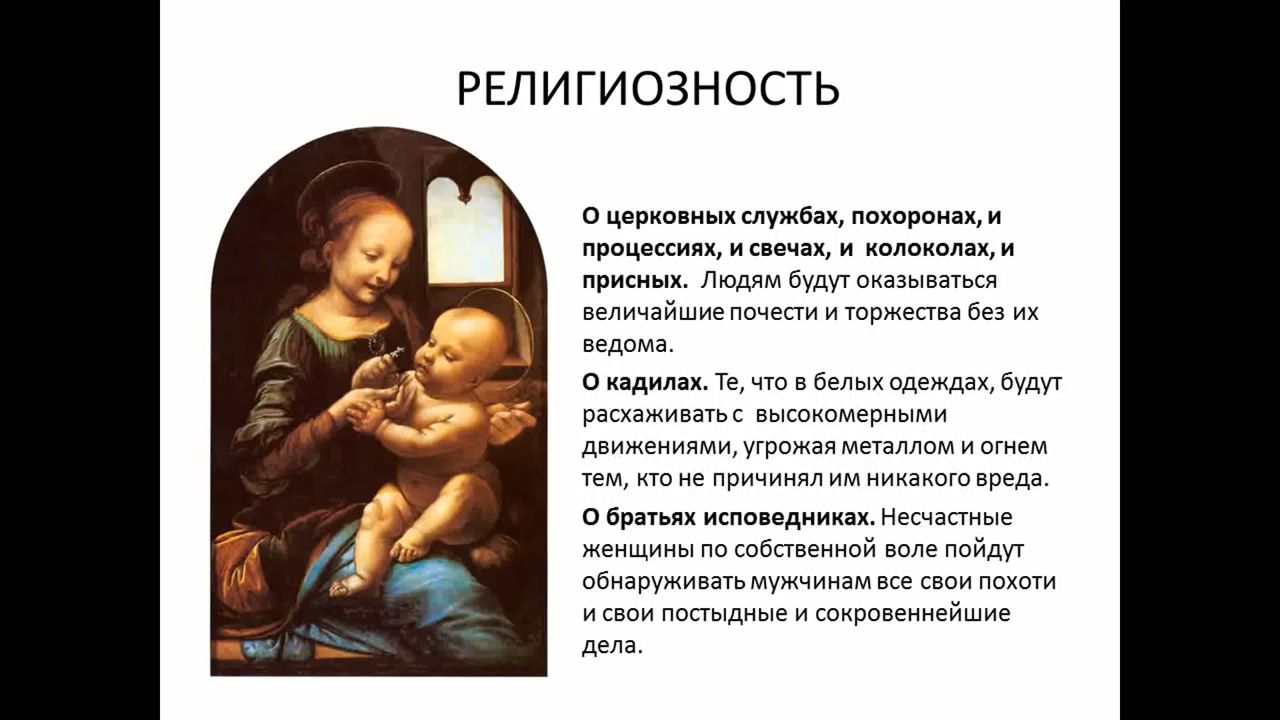 РЕЛИГИОЗНОСТЬ
О церковных службах, похоронах, и
процессиях, и свечах, и колоколах, и
присных. Людям будут оказываться
величайшие почести и торжества без их
ведома.
О кадилах. Те, что в белых одеждах, будут
расхаживать с высокомерными
движениями, угрожая металлом и огнем
тем, кто не причинял им никакого вреда.
О братьях исповедниках. Несчастные
женщины по собственной воле пойдут
обнаруживать мужчинам все свои похоти
и свои постыдные и сокровеннейшие
дела.